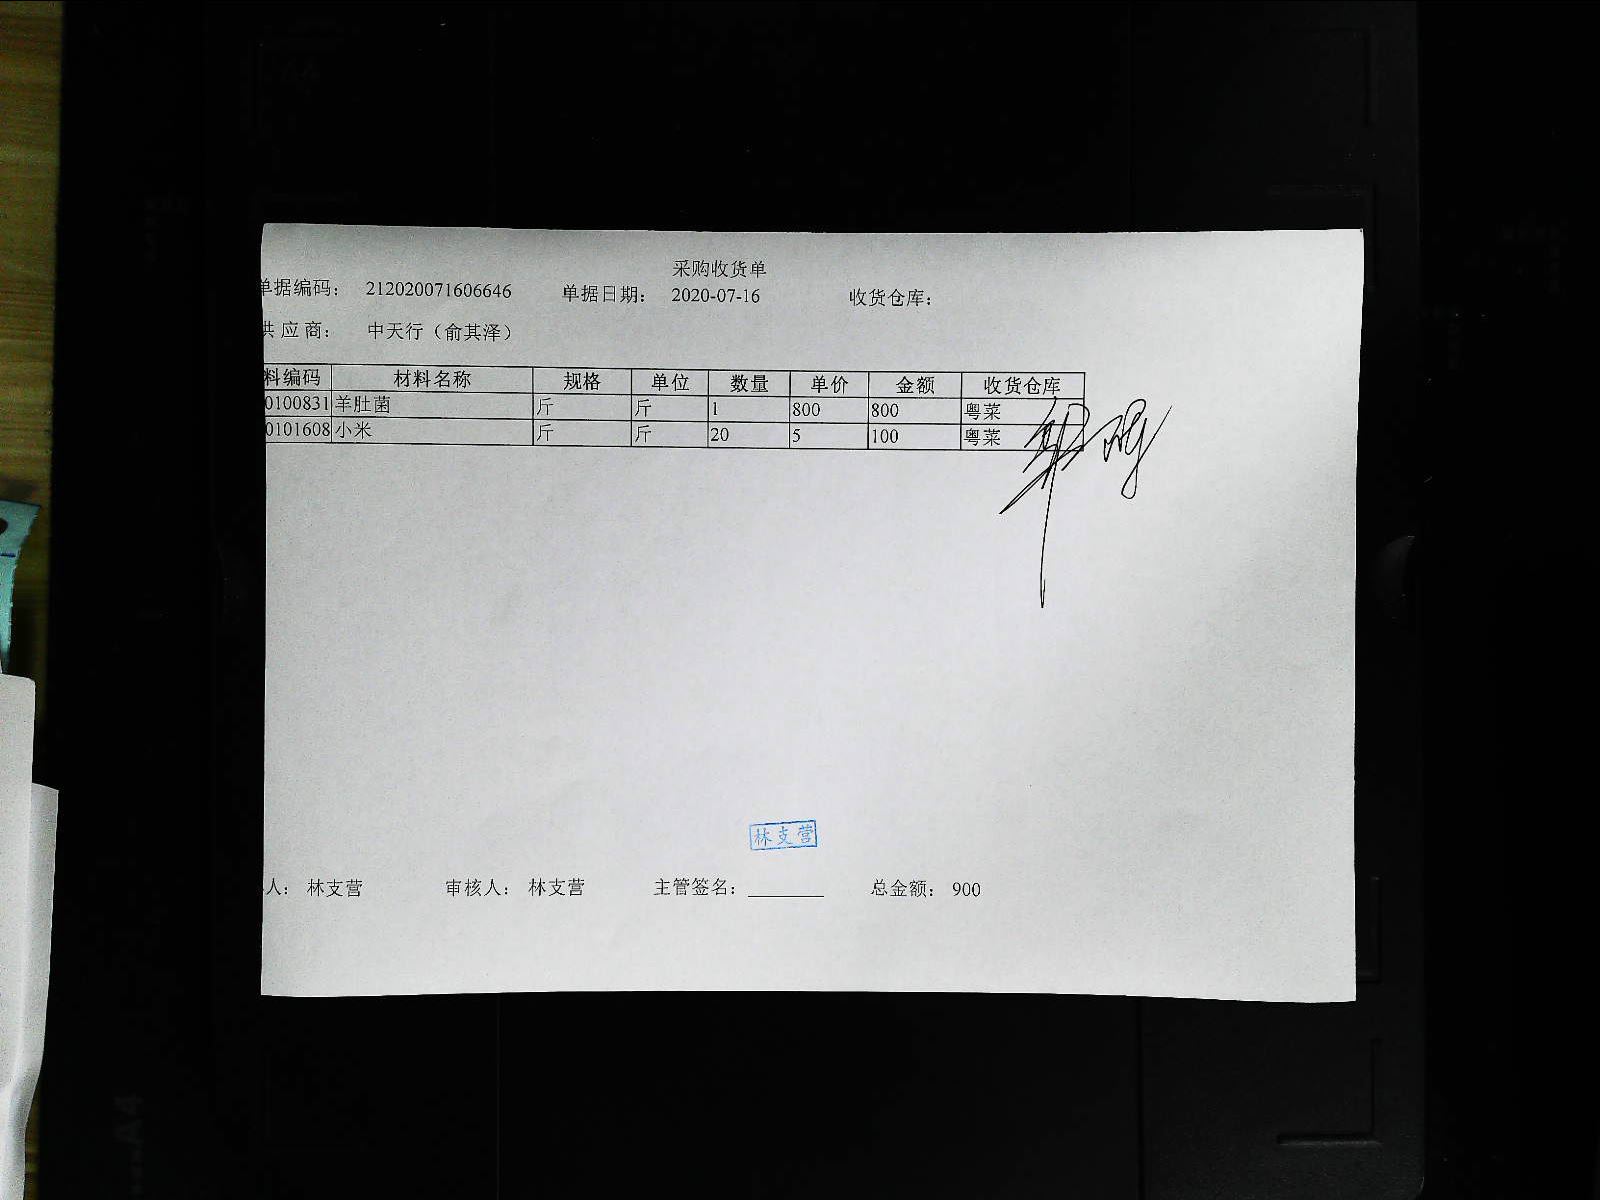 采购收货单
单据编码： 212020071606646 单据日期： 2020-07-16 收货仓库：
供应商： 中天行（俞其泽）
料编码 材料名称 规格 单位 数量 单价 金额 收货仓库
0100831 羊肚菌 斤 斤 1 800 800 粤菜
0101608 小米 斤 斤 20 5 100 粤菜
林支营
人： 林支营 审核人： 林支营 主管签名： 总金额： 900